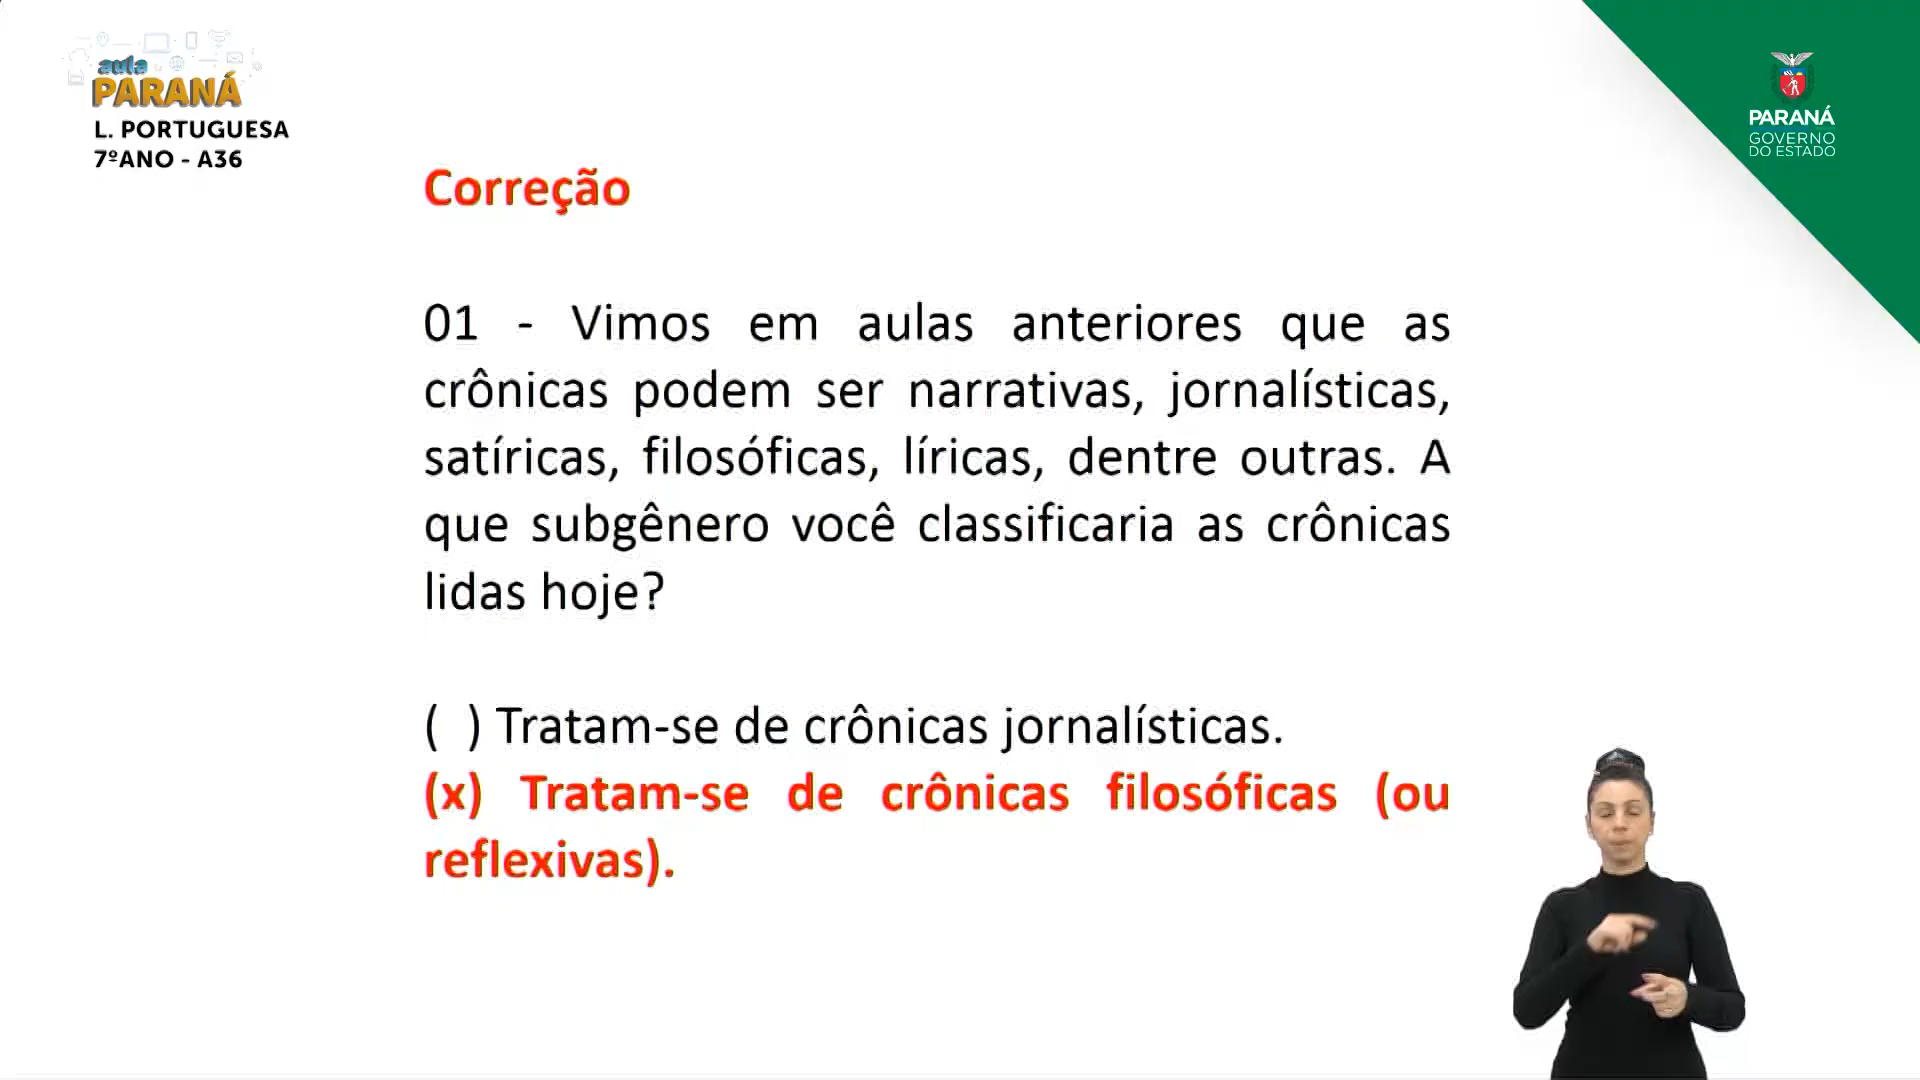 aula
PARANÁ
L. PORTUGUESA
7ºANO - A36
PARANÁ
GOVERNO
DO ESTADO
Correção
01 - Vimos em aulas anteriores que as
crônicas podem ser narrativas, jornalísticas,
satíricas, filosóficas, líricas, dentre outras. A
que subgênero você classificaria as crônicas
lidas hoje?
( ) Tratam-se de crônicas jornalísticas.
(x) Tratam-se de crônicas filosóficas (ou
reflexivas).